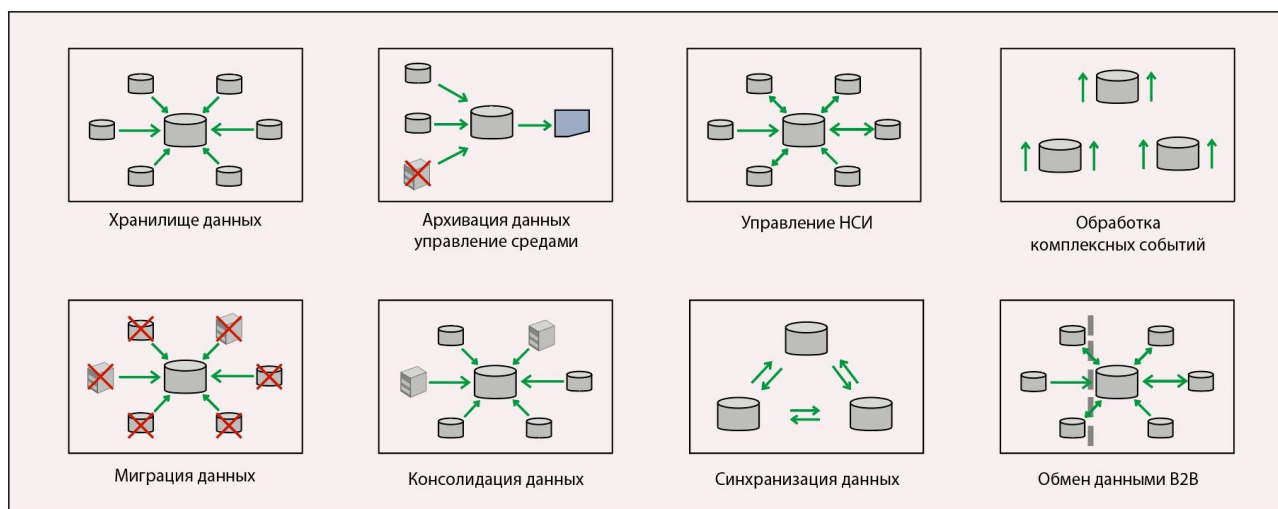 Хранилище данных
Архивация данных
управление средами
Управление НСИ
Обработка
комплексных событий
Миграция данных
Консолидация данных
Синхранизация данных
Обмен данными B2B